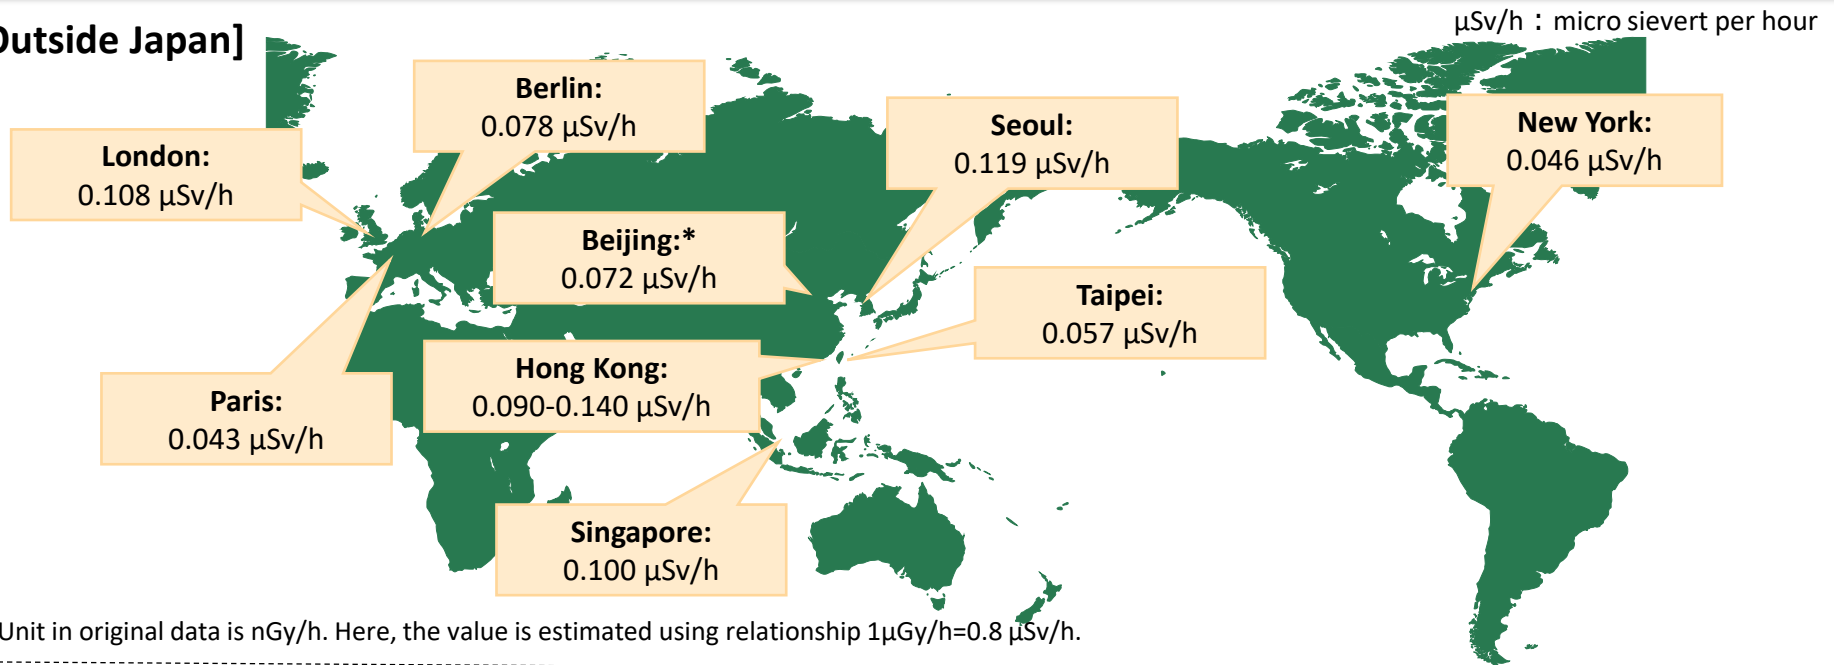 Outside Japan]
μSv/h：micro sievert per hour
Berlin:
0.078 μSv/h
London:
0.108 μSv/h
Seoul:
0.119 μSv/h
New York:
0.046 μSv/h
Beijing:*
0.072 μSv/h
Taipei:
0.057 μSv/h
Hong Kong:
0.090-0.140 μSv/h
Paris:
0.043 μSv/h
Singapore:
0.100 μSv/h
Unit in original data is nGy/h. Here, the value is estimated using relationship 1μGy/h=0.8 μSv/h.